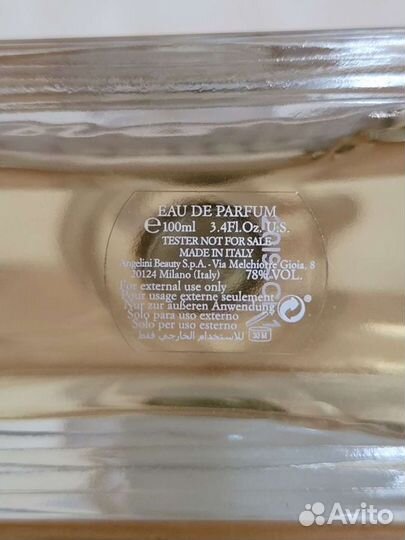 EAU DE PARFUM
℮100ml 3.4Fl.Oz. U.S.
TESTER NOT FOR SALE
MADE IN ITALY
Angelini Beauty S.p.A. - Via Melchiorre Gioia, 8
20124 Milano (Italy) 78% VOL.
For external use only
Pour usage externe seulement
Nur zur äußeren Anwendung
Solo para uso externo
Solo per uso esterno
للاستخدام الخارجي فقط
30 M
Avito